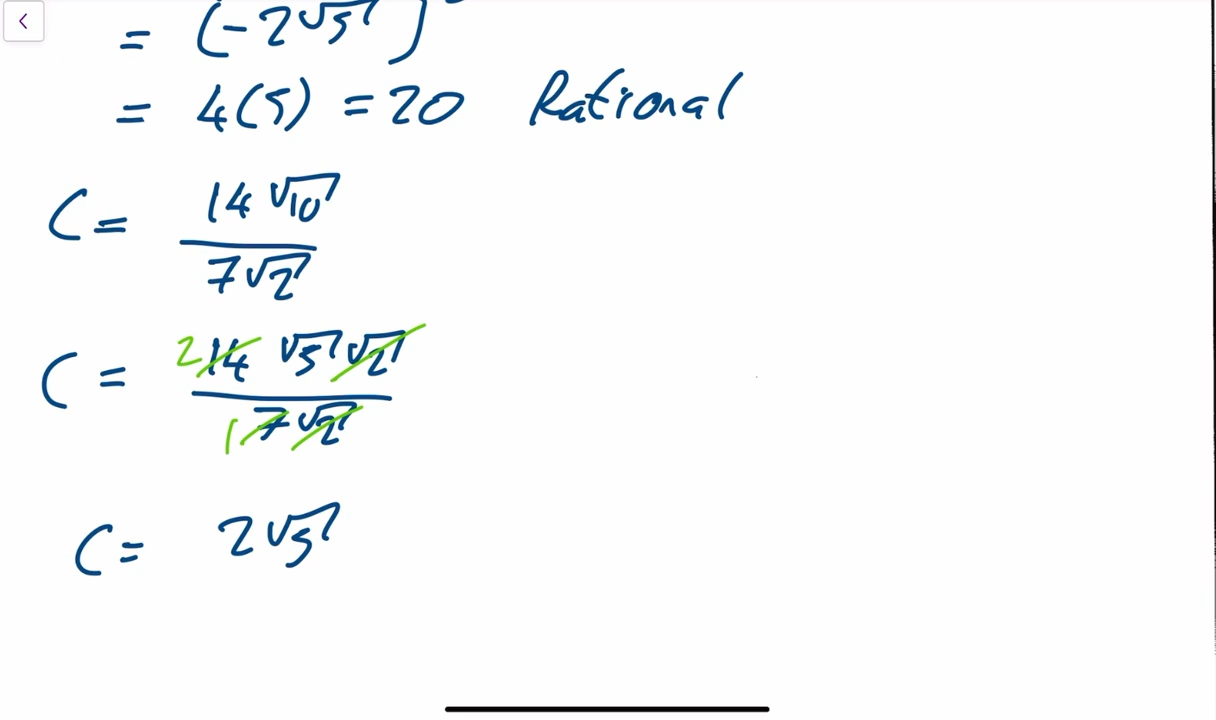 = (-2√5)
= 4(5) = 20 Rational
C = 14√10 / 7√2
C = 2 14 √5 √2 / 1 7 √2
C = 2√5